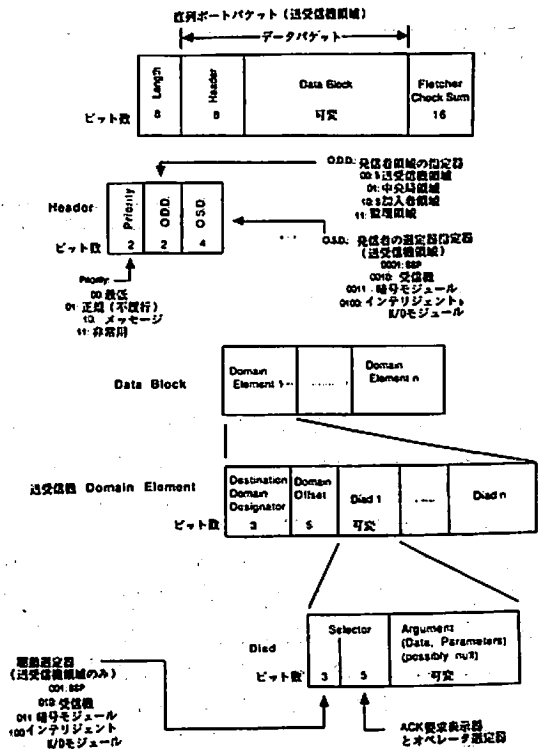 直列ポートパケット（送受信機領域）
データパケット
Length
Header
Data Block
Fletcher
Check Sum
ビット数
8
8
可変
16
O.D.D.: 発信者領域の指定器
00: 送受信機領域
01: 中央局領域
10: 加入者領域
11: 管理領域
Header
Priority
O.D.D.
O.S.D.
ビット数
2
2
4
O.S.D.: 発信者の選定器指定器
（送受信機領域）
0001: SSP
0010: 受信機
0011: 暗号モジュール
0100: インテリジェント
K/Dモジュール
Priority:
00: 最低
01: 正規（不履行）
10: メッセージ
11: 非常用
Data Block
Domain
Element 1
Domain
Element n
送受信機 Domain Element
Destination
Domain
Designator
Domain
Offset
Diad 1
Diad n
ビット数
3
5
可変
Diad
Selector
Argument
(Data, Parameters)
(possibly null)
ビット数
3
5
可変
選定器
（送受信機領域のみ）
001: SSP
010: 受信機
011: 暗号モジュール
100: インテリジェント
K/Dモジュール
ACK要求表示器
とオペレータ選定器